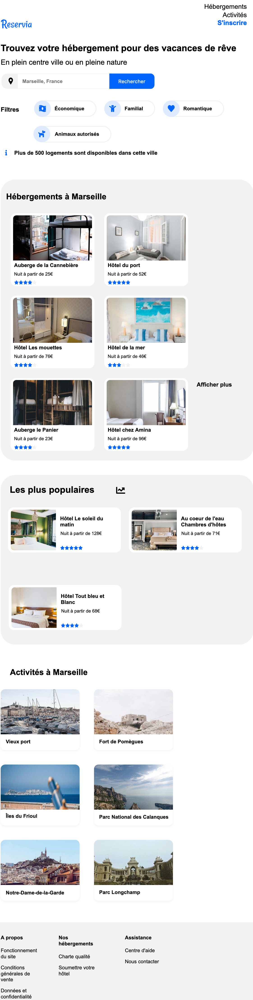 Hébergements
Activités
S'inscrire
Reservia
Trouvez votre hébergement pour des vacances de rêve
En plein centre ville ou en pleine nature
Marseille, France
Rechercher
Filtres
Économique
Familial
Romantique
Animaux autorisés
Plus de 500 logements sont disponibles dans cette ville
Hébergements à Marseille
Auberge de la Cannebière
Nuit à partir de 25€
Hôtel du port
Nuit à partir de 52€
Hôtel Les mouettes
Nuit à partir de 76€
Hôtel de la mer
Nuit à partir de 46€
Auberge le Panier
Nuit à partir de 23€
Hôtel chez Amina
Nuit à partir de 96€
Afficher plus
Les plus populaires
Hôtel Le soleil du
matin
Nuit à partir de 128€
Au coeur de l'eau
Chambres d'hôtes
Nuit à partir de 71€
Hôtel Tout bleu et
Blanc
Nuit à partir de 68€
Activités à Marseille
Vieux port
Fort de Pomègues
Îles du Frioul
Parc National des Calanques
Notre-Dame-de-la-Garde
Parc Longchamp
A propos
Fonctionnement
du site
Conditions
générales de
vente
Données et
confidentialité
Nos
hébergements
Charte qualité
Soumettre votre
hôtel
Assistance
Centre d'aide
Nous contacter